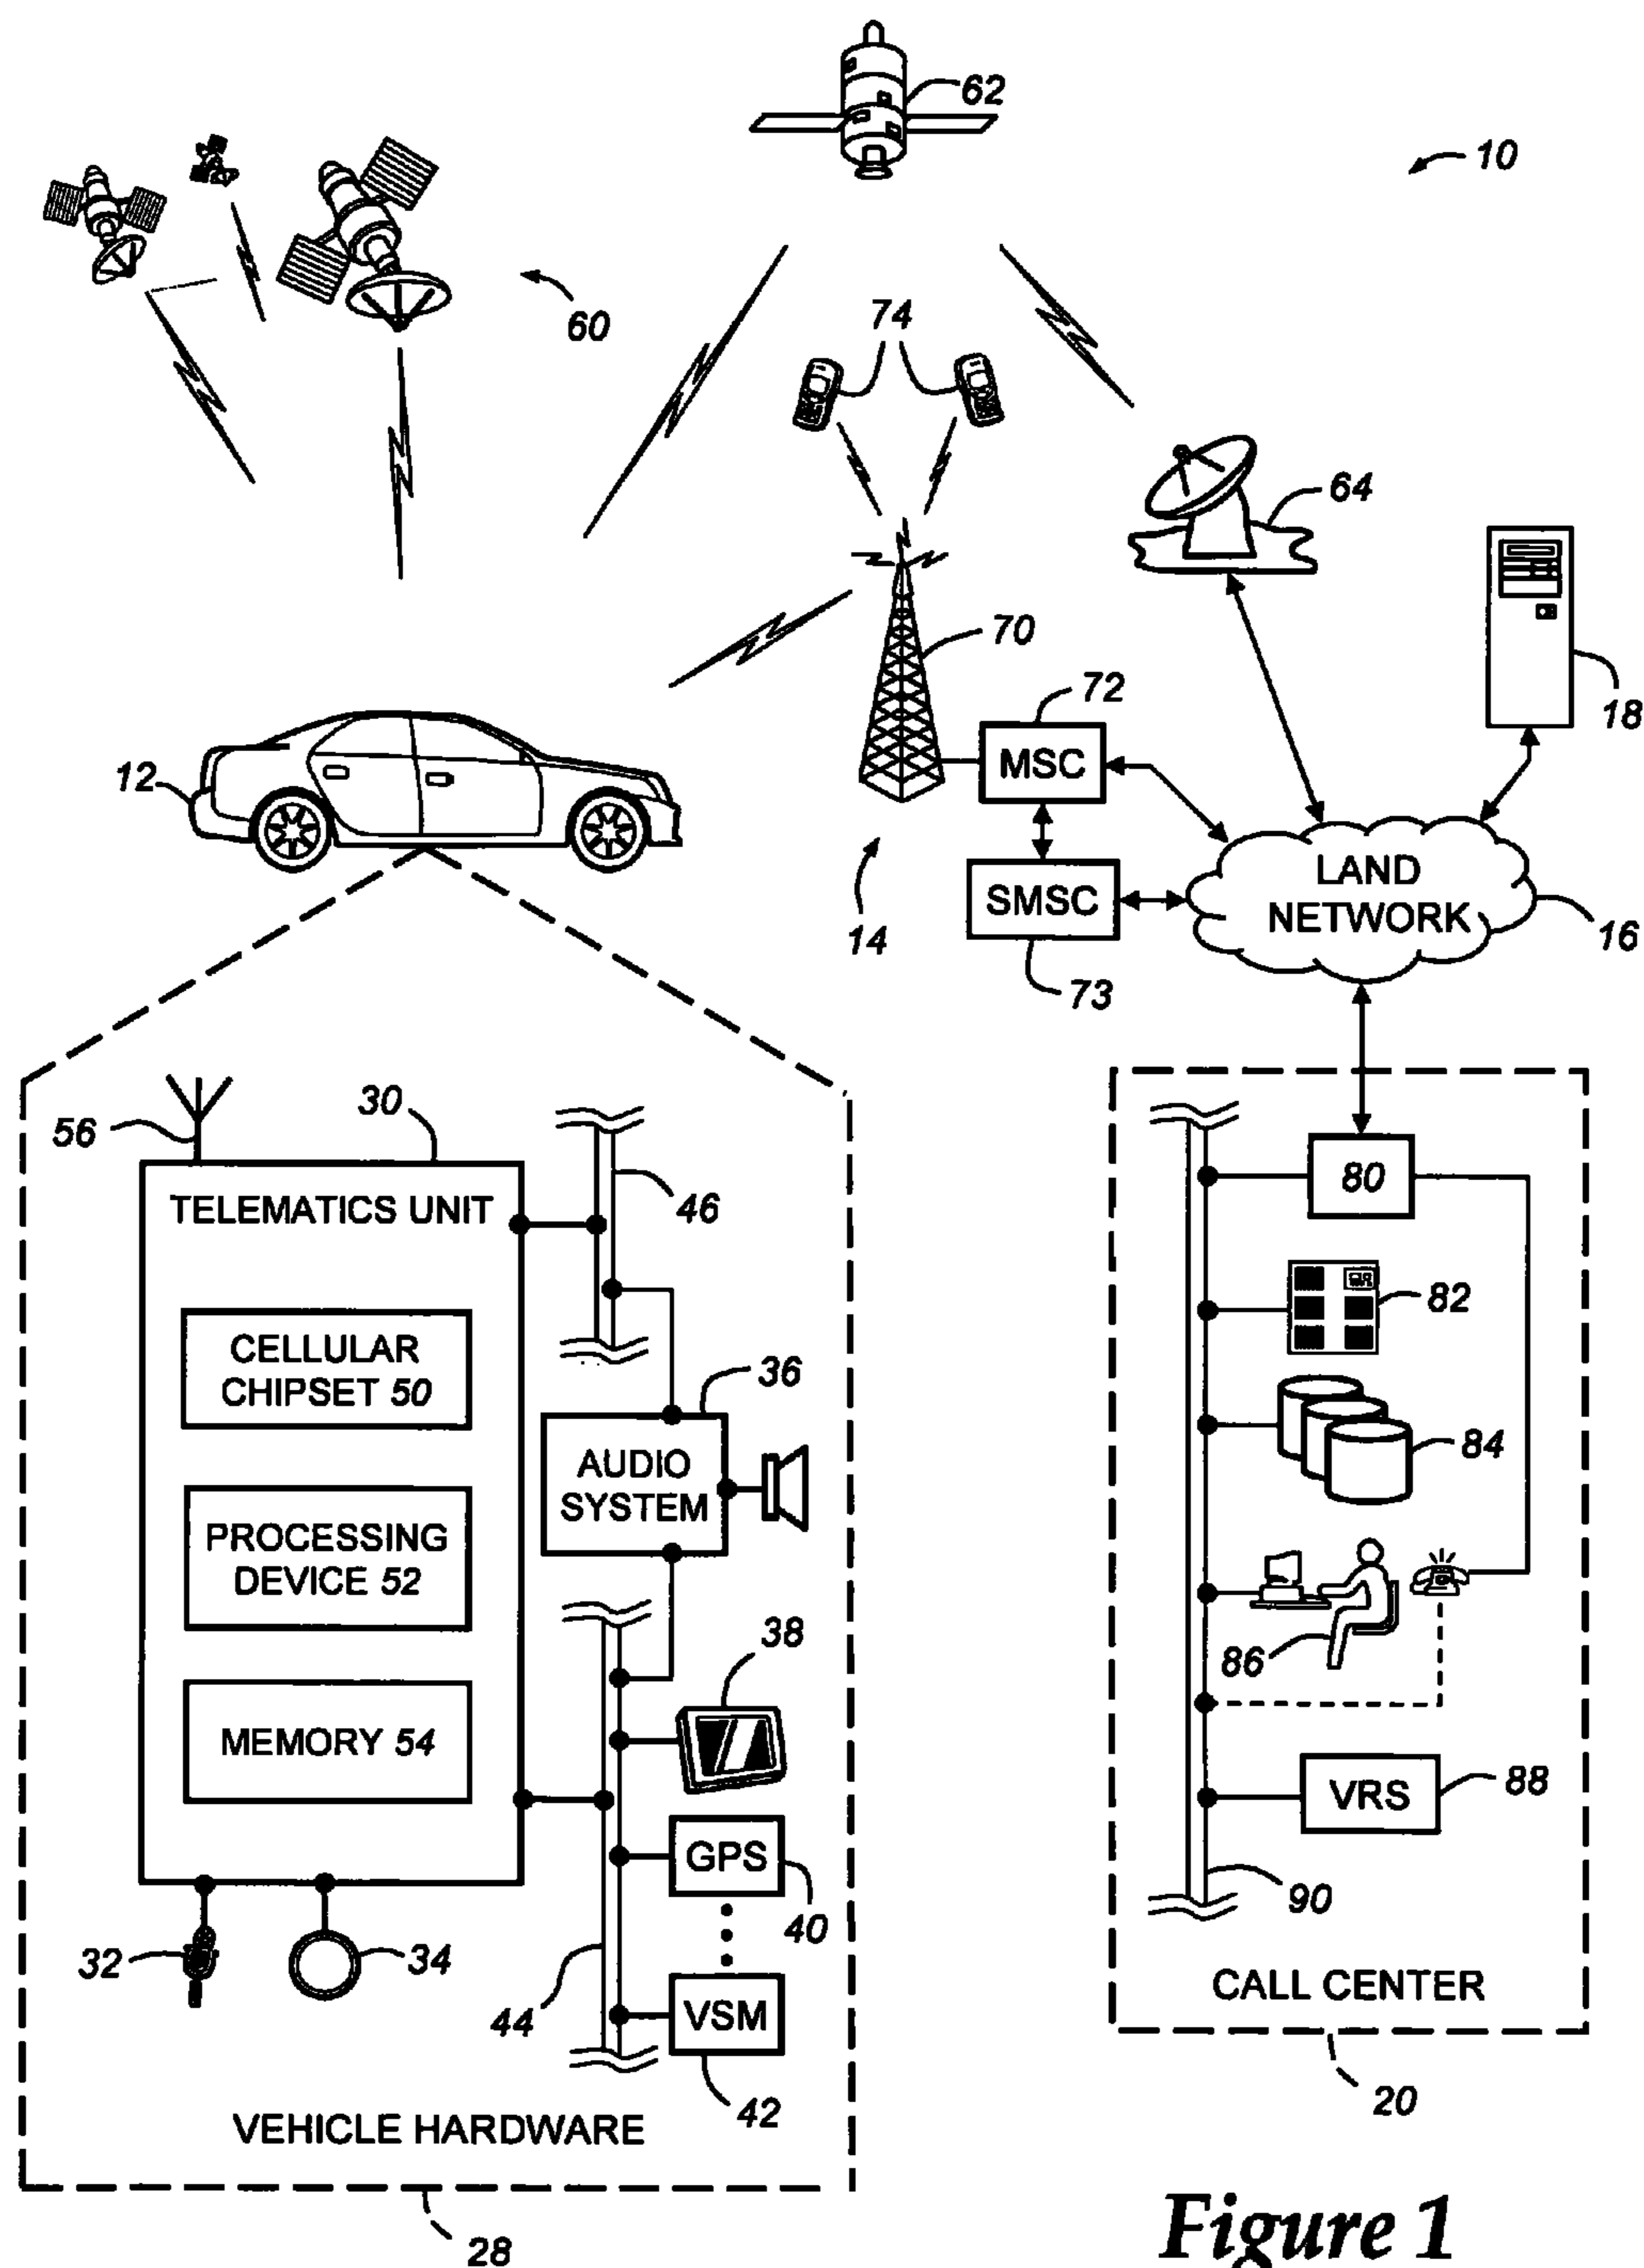 62
10
60
74
64
70
72
18
12
MSC
LAND
NETWORK
SMSC
14
16
73
56
30
46
TELEMATICS UNIT
80
82
CELLULAR
CHIPSET 50
36
AUDIO
SYSTEM
84
PROCESSING
DEVICE 52
38
86
MEMORY 54
VRS
88
GPS
40
90
32
34
44
VSM
CALL CENTER
42
20
VEHICLE HARDWARE
28
Figure 1